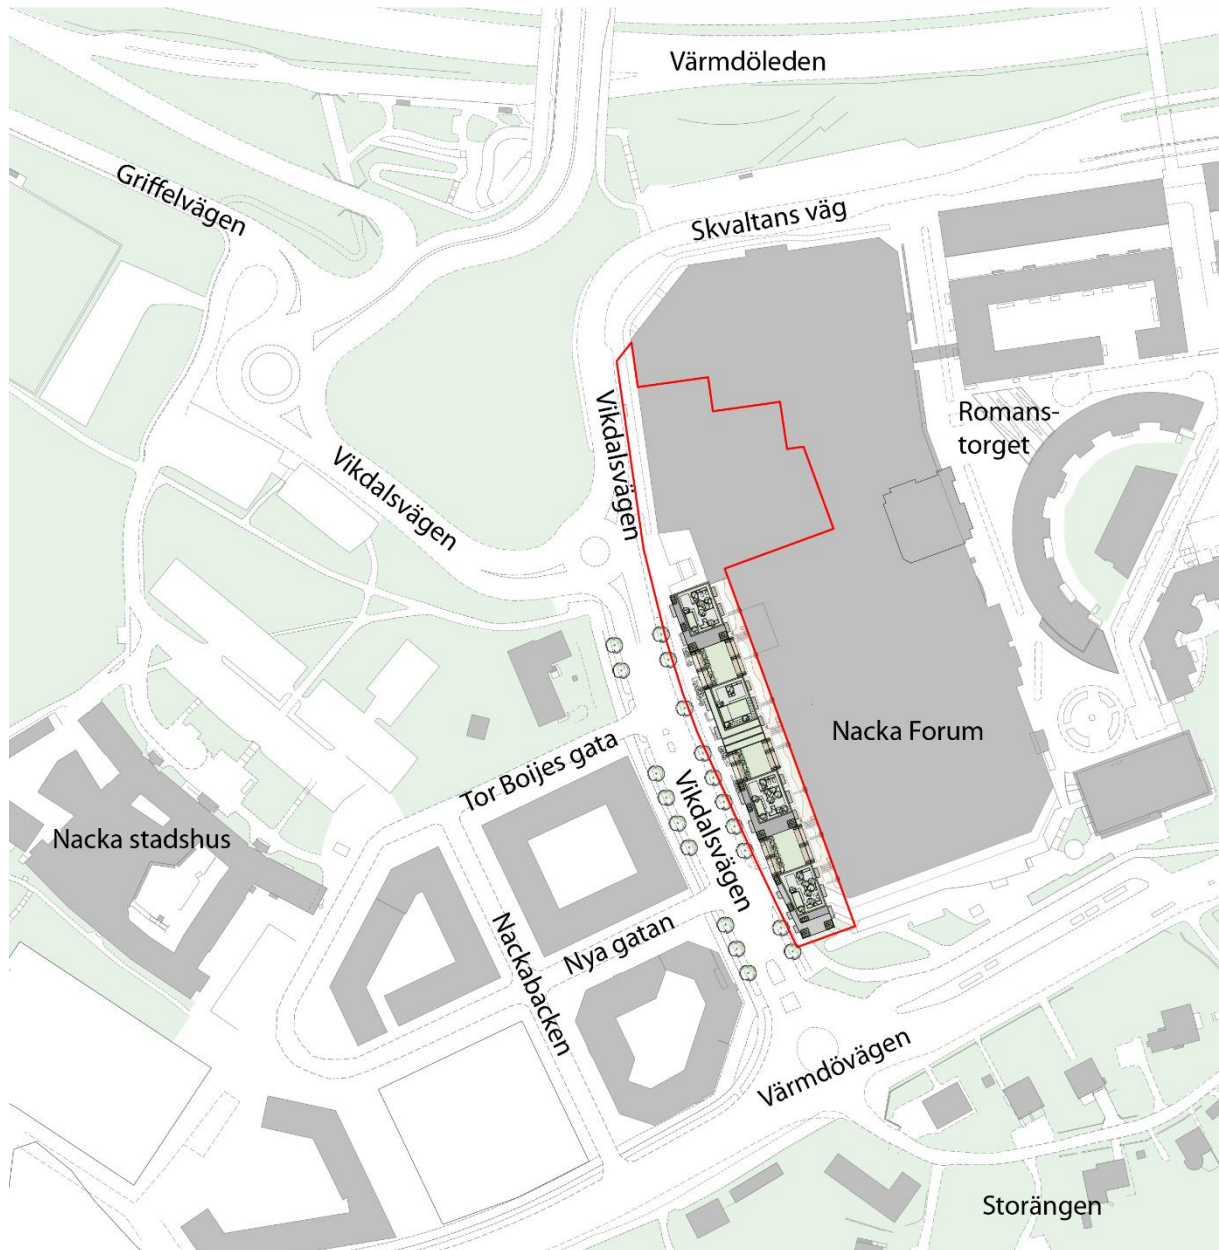 Värmdöleden
Griffelvägen
Skvaltans väg
Vikdalsvägen
Romans-
torget
Vikdalsvägen
Nacka Forum
Tor Boijes gata
Vikdalsvägen
Nacka stadshus
Nya gatan
Nackabacken
Värmdövägen
Storängen